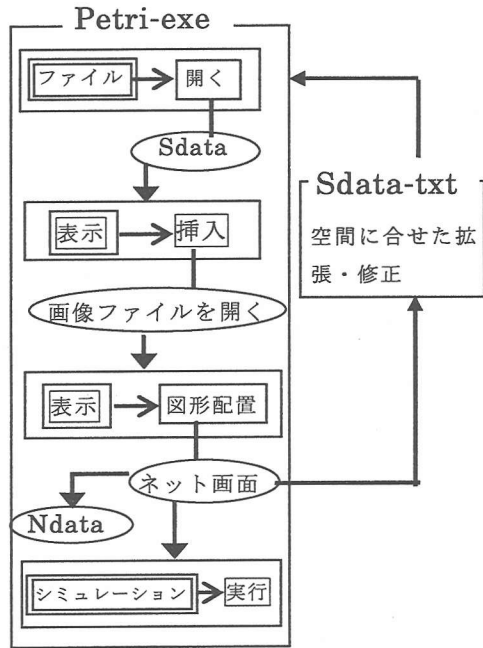 Petri-exe
ファイル
開く
Sdata
表示
挿入
画像ファイルを開く
表示
図形配置
ネット画面
Ndata
シミュレーション
実行
Sdata-txt
空間に合せた拡
張・修正